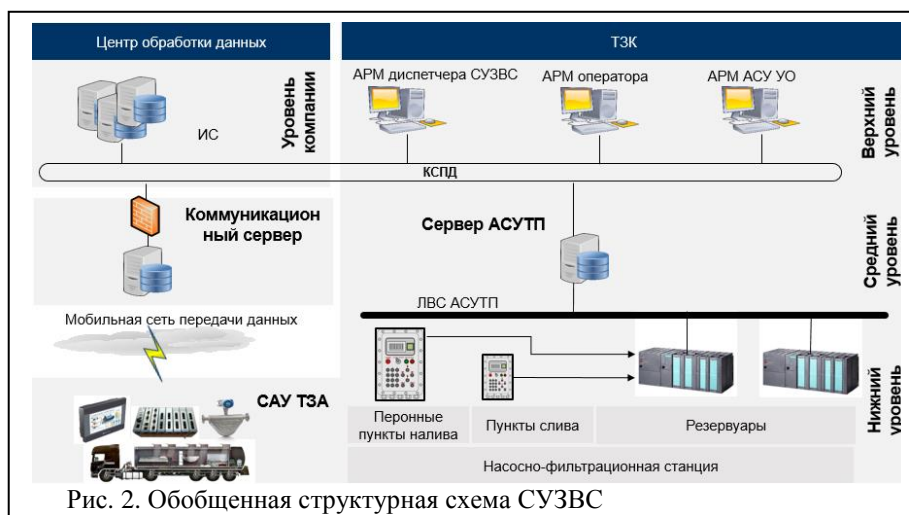 Центр обработки данных
ТЗК
ИС
Уровень
компании
АРМ диспетчера СУЗВС
АРМ оператора
АРМ АСУ УО
Верхний
уровень
КСПД
Коммуникацион
ный сервер
Сервер АСУТП
Средний
уровень
Мобильная сеть передачи данных
ЛВС АСУТП
САУ ТЗА
Перонные
пункты налива
Пункты слива
Резервуары
Насосно-фильтрационная станция
Нижний
уровень
Рис. 2. Обобщенная структурная схема СУЗВС